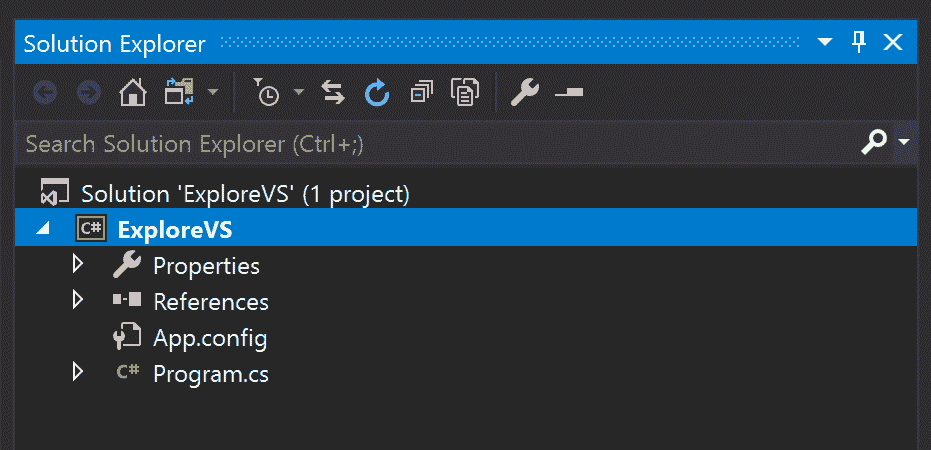 Solution Explorer
Search Solution Explorer (Ctrl+;)
Solution 'ExploreVS' (1 project)
C# ExploreVS
Properties
References
App.config
C# Program.cs